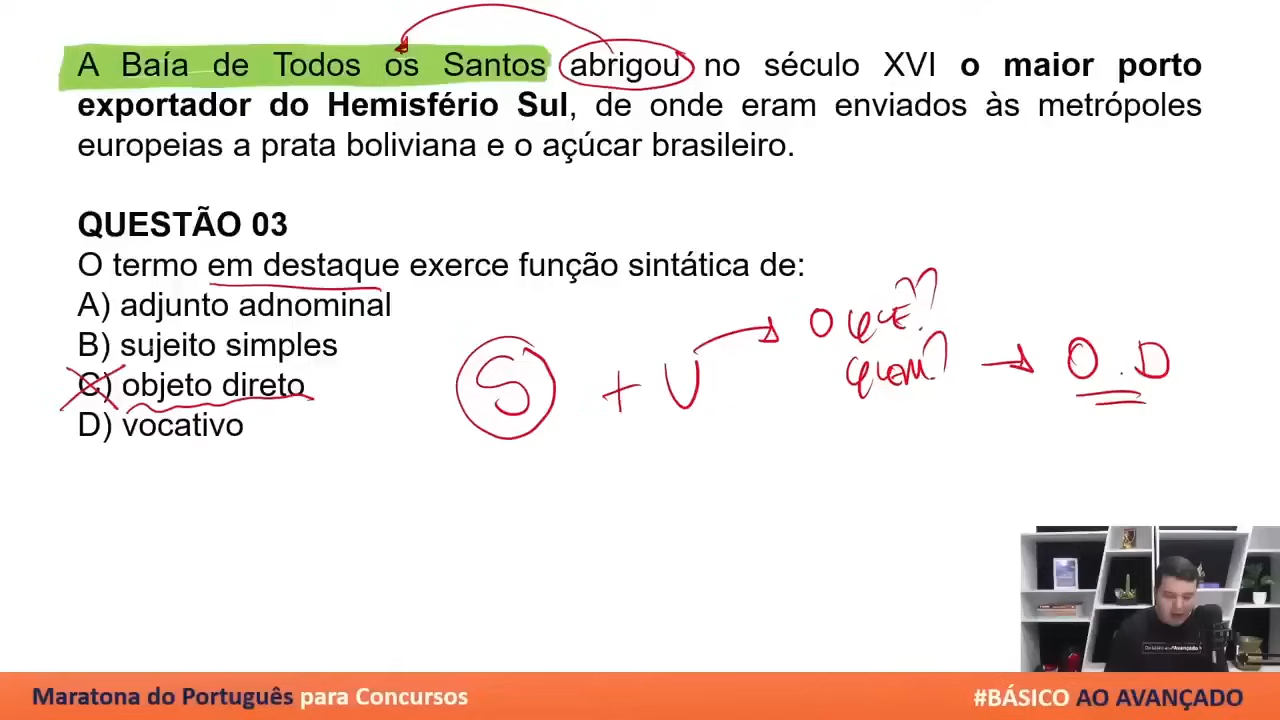 A Baía de Todos os Santos abrigou no século XVI o maior porto
exportador do Hemisfério Sul, de onde eram enviados às metrópoles
europeias a prata boliviana e o açúcar brasileiro.
QUESTÃO 03
O termo em destaque exerce função sintática de:
A) adjunto adnominal
B) sujeito simples
C) objeto direto
D) vocativo
S + V
O QUE??
QUEM?
O.D
Maratona do Português para Concursos
#BÁSICO AO AVANÇADO